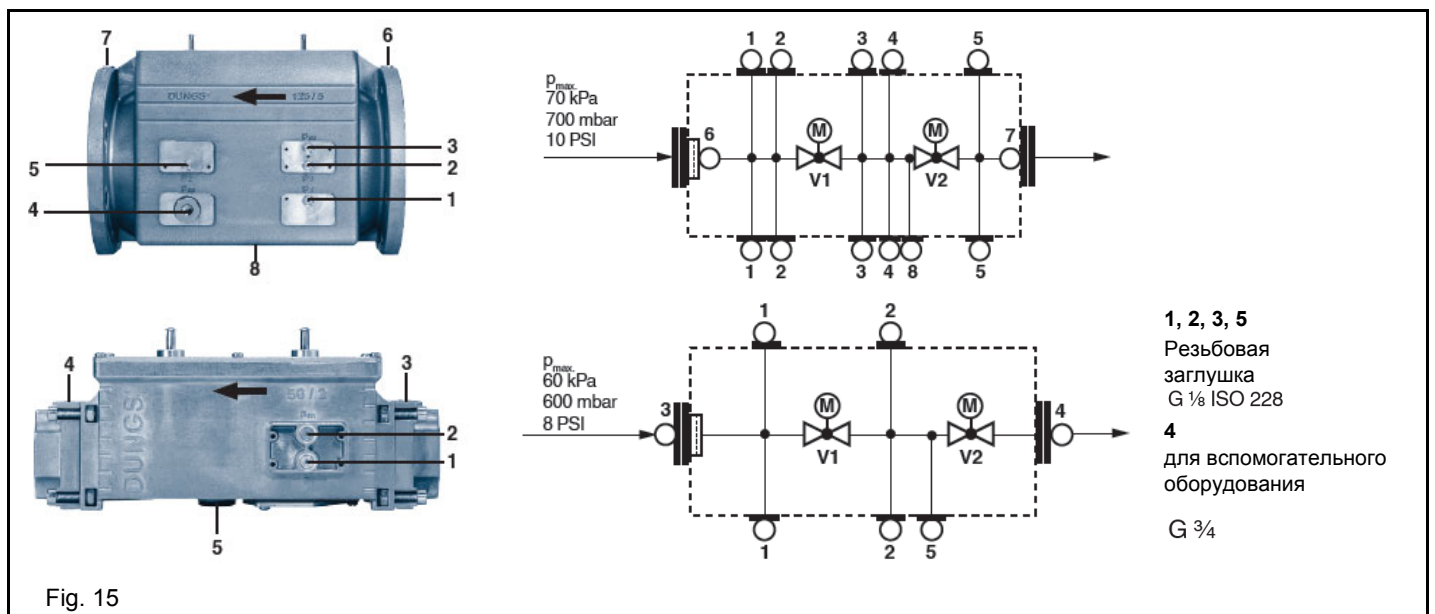 7
6
DUNGS
3
2
5
1
4
8
1 2 3 4 5
pmax.
70 kPa
700 mbar
10 PSI
6
M
M
7
V1
V2
1 2 3 4 8 5
4
3
DUNGS
2
1
5
1 2
pmax.
60 kPa
600 mbar
8 PSI
3
M
M
4
V1
V2
1 2 5
1, 2, 3, 5
Резьбовая
заглушка
G ⅛ ISO 228
4
для вспомогательного
оборудования
G ¾
Fig. 15